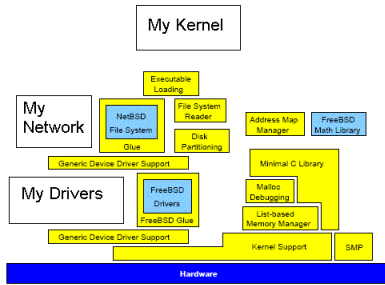 My Kernel
Executable
Loading
My
Network
NetBSD
File System
Glue
File System
Reader
Disk
Partitioning
Address Map
Manager
FreeBSD
Math Library
Generic Device Driver Support
Minimal C Library
My Drivers
FreeBSD
Drivers
FreeBSD Glue
Malloc
Debugging
List-based
Memory Manager
Generic Device Driver Support
Kernel Support
SMP
Hardware